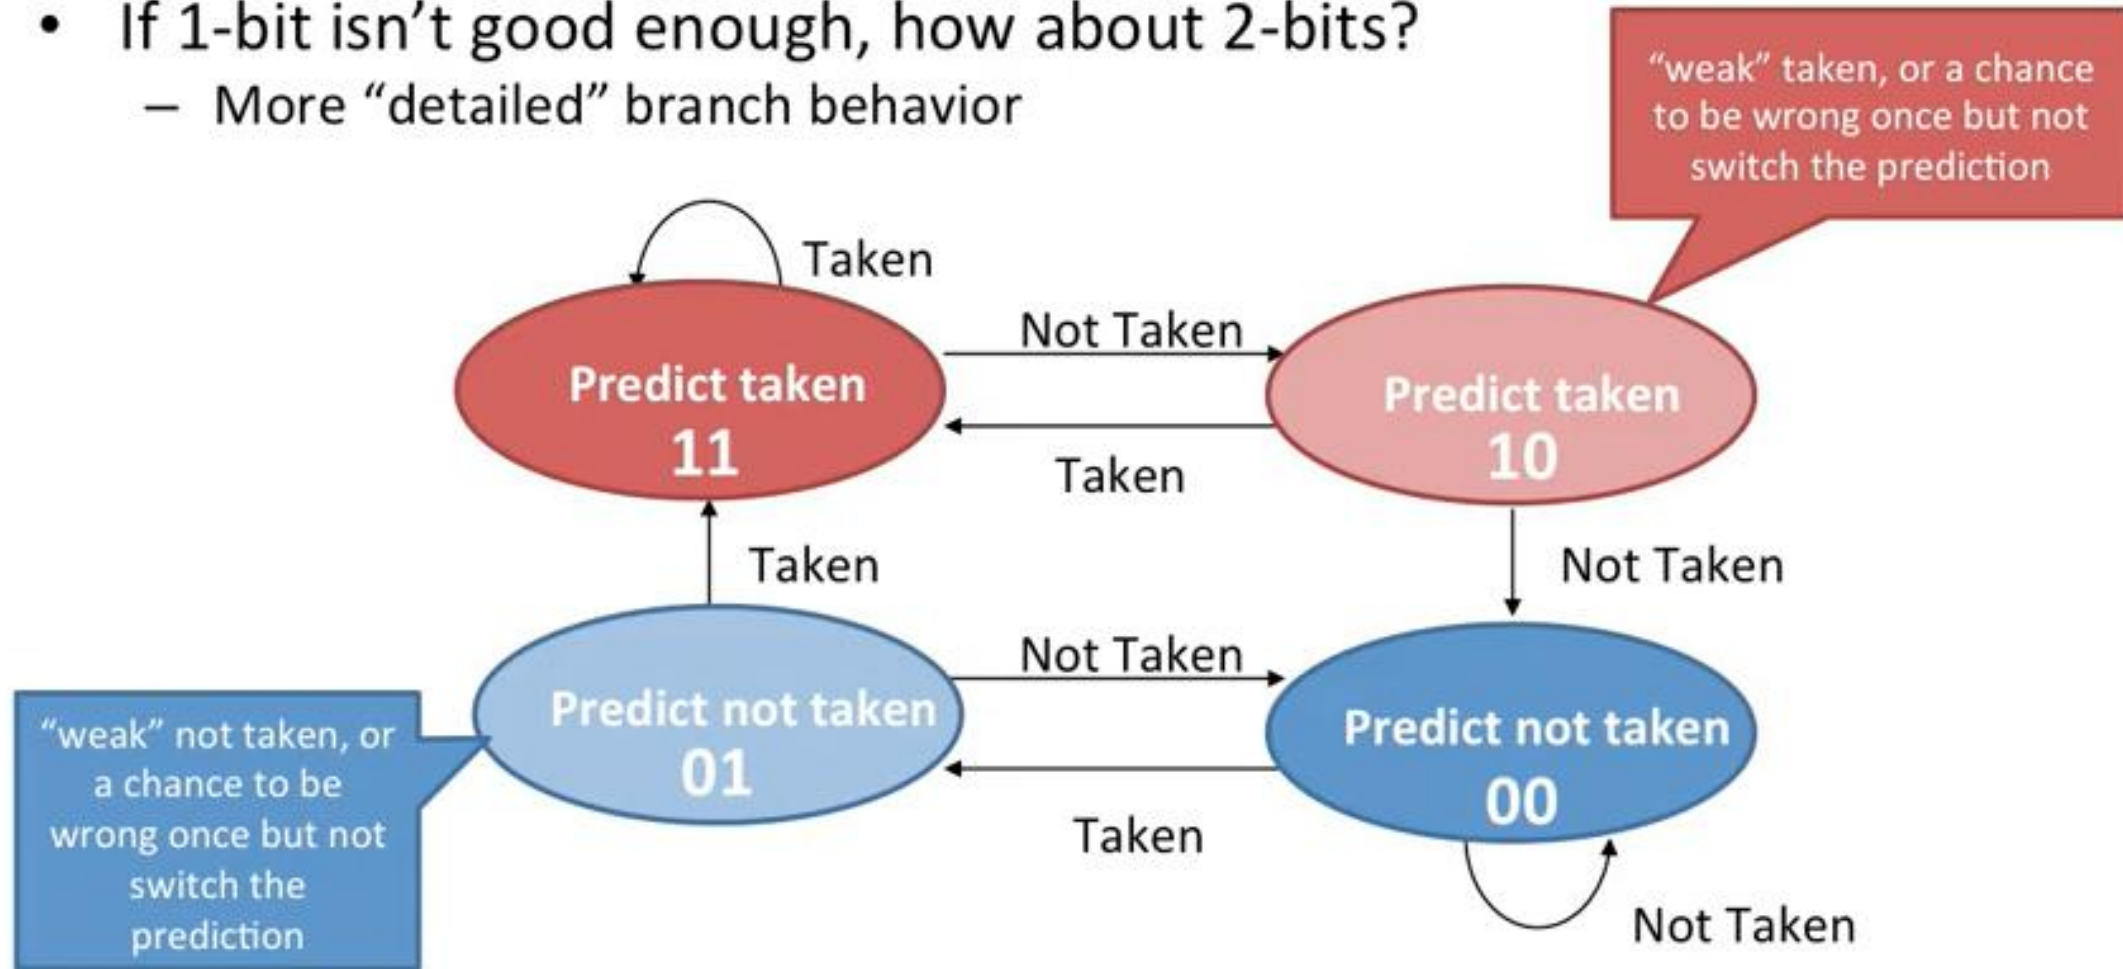 • If 1-bit isn’t good enough, how about 2-bits?
– More “detailed” branch behavior
“weak” taken, or a chance
to be wrong once but not
switch the prediction
Taken
Not Taken
Predict taken
11
Predict taken
10
Taken
Taken
Not Taken
Not Taken
Predict not taken
01
Predict not taken
00
“weak” not taken, or
a chance to be
wrong once but not
switch the
prediction
Taken
Not Taken